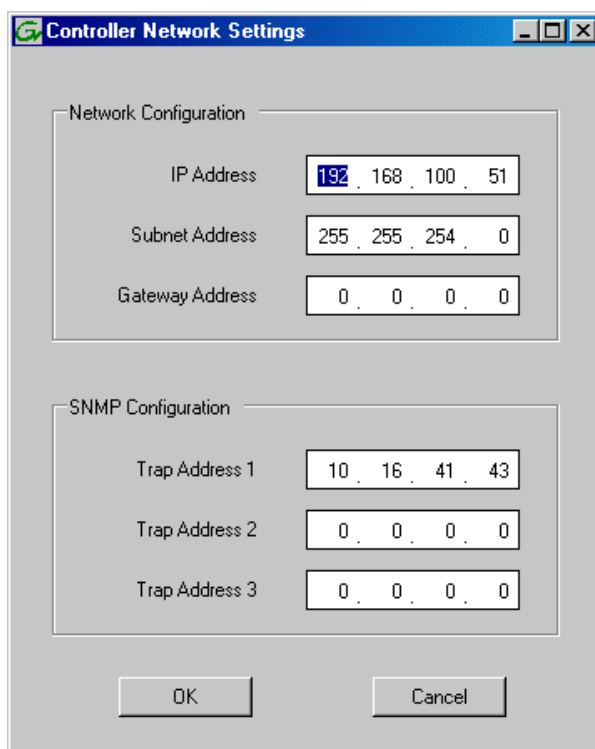 Controller Network Settings
Network Configuration
IP Address 192 . 168 . 100 . 51
Subnet Address 255 . 255 . 254 . 0
Gateway Address 0 . 0 . 0 . 0
SNMP Configuration
Trap Address 1 10 . 16 . 41 . 43
Trap Address 2 0 . 0 . 0 . 0
Trap Address 3 0 . 0 . 0 . 0
OK Cancel